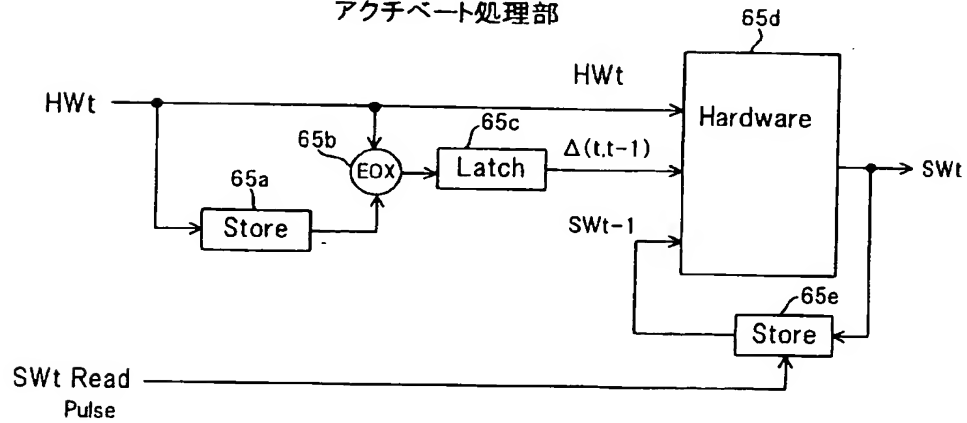 アクチベート処理部
65d
HWt
HWt
Hardware
65b
EOX
65c
Latch
Δ(t,t-1)
SWt
65a
Store
SWt-1
65e
Store
SWt Read
Pulse